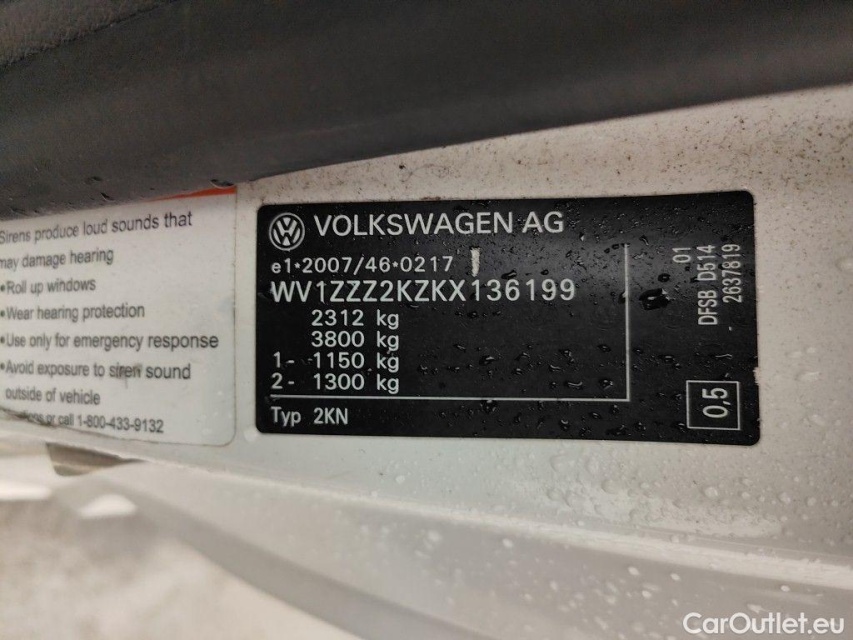 Sirens produce loud sounds that
may damage hearing
•Roll up windows
•Wear hearing protection
•Use only for emergency response
•Avoid exposure to siren sound
outside of vehicle
or call 1-800-433-9132
VOLKSWAGEN AG
e1*2007/46*0217
WV1ZZZ2KZKX136199
2312 kg
3800 kg
1- 1150 kg
2- 1300 kg
Typ 2KN
01
DFSB D514
2637819
0,5
CarOutlet.eu